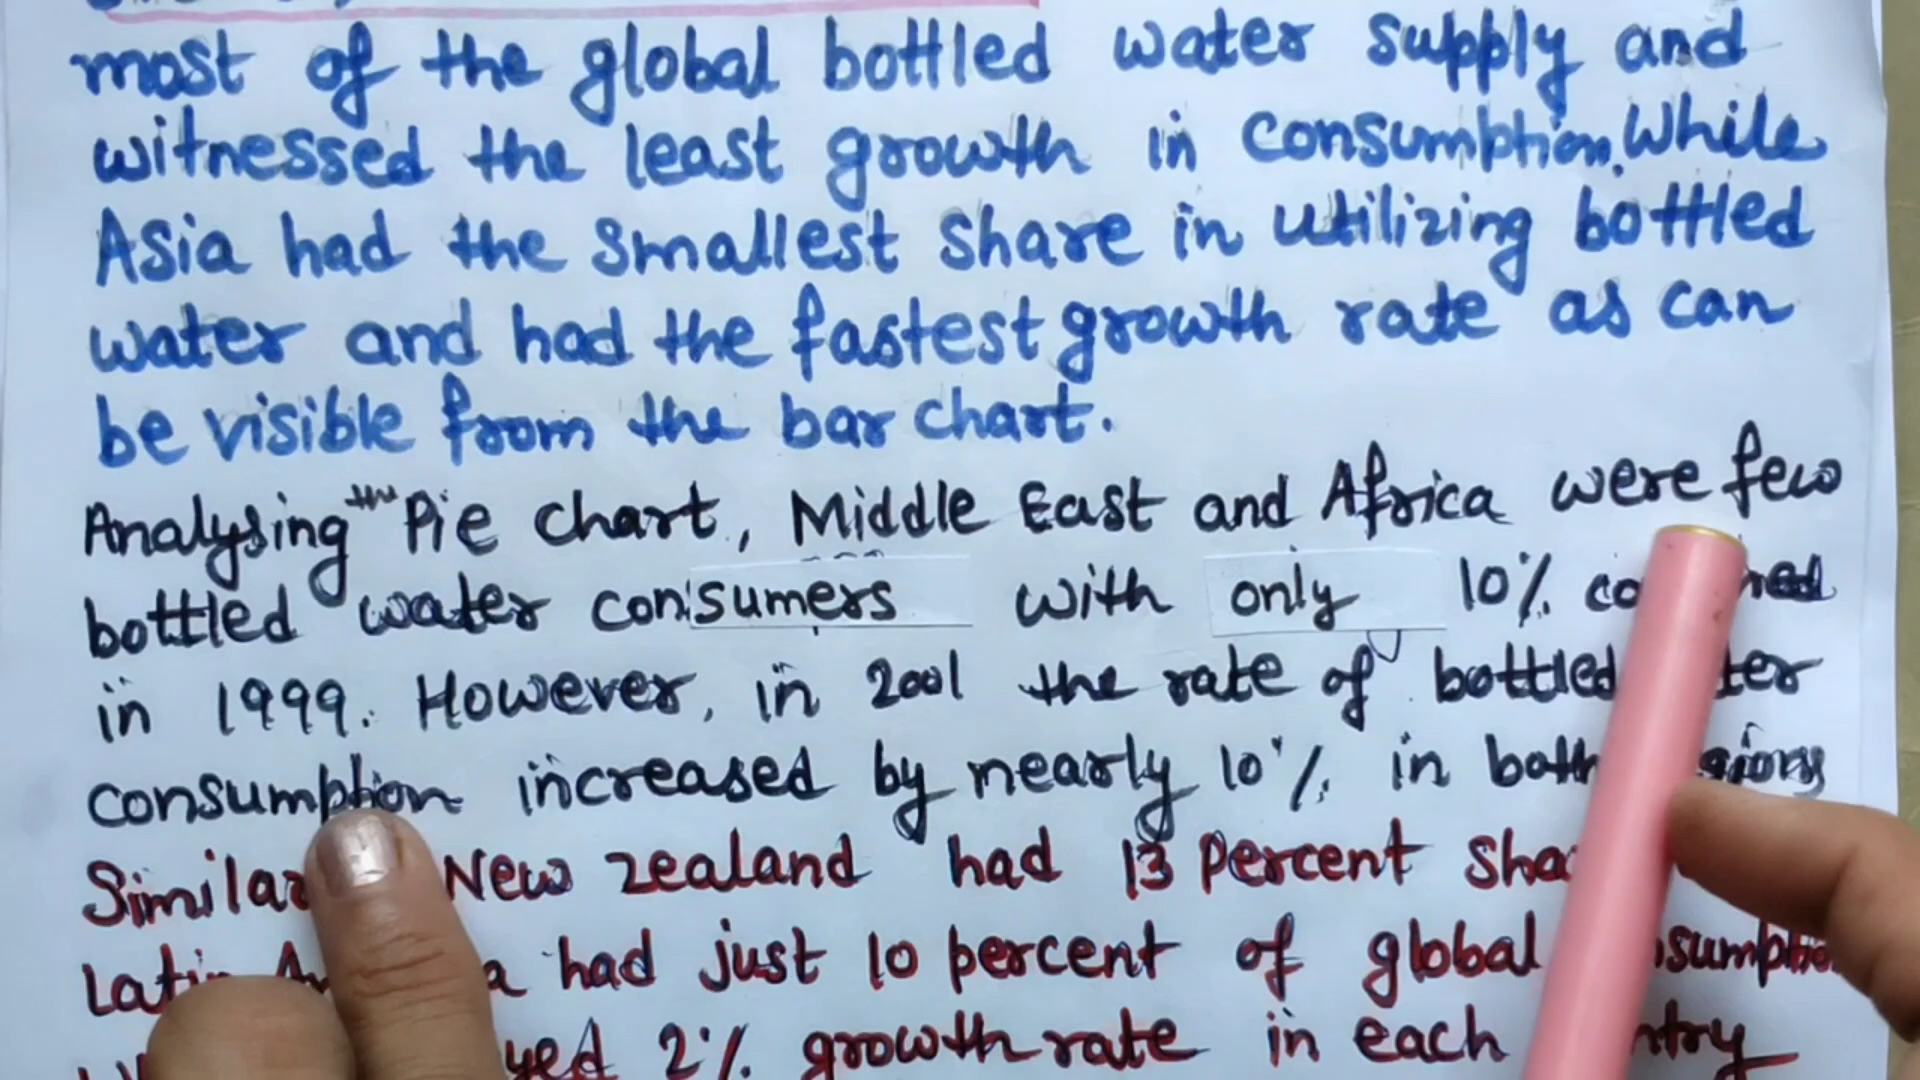 most of the global bottled water supply and
witnessed the least growth in consumption. While
Asia had the smallest share in utilizing bottled
water and had the fastest growth rate as can
be visible from the bar chart.
Analysing the Pie chart, Middle East and Africa were few
bottled water consumers with only 10%
in 1999. However, in 2001 the rate of bottled
consumption increased by nearly 10% in both
New zealand had 13 percent
had just 10 percent of global
2% growth rate in each